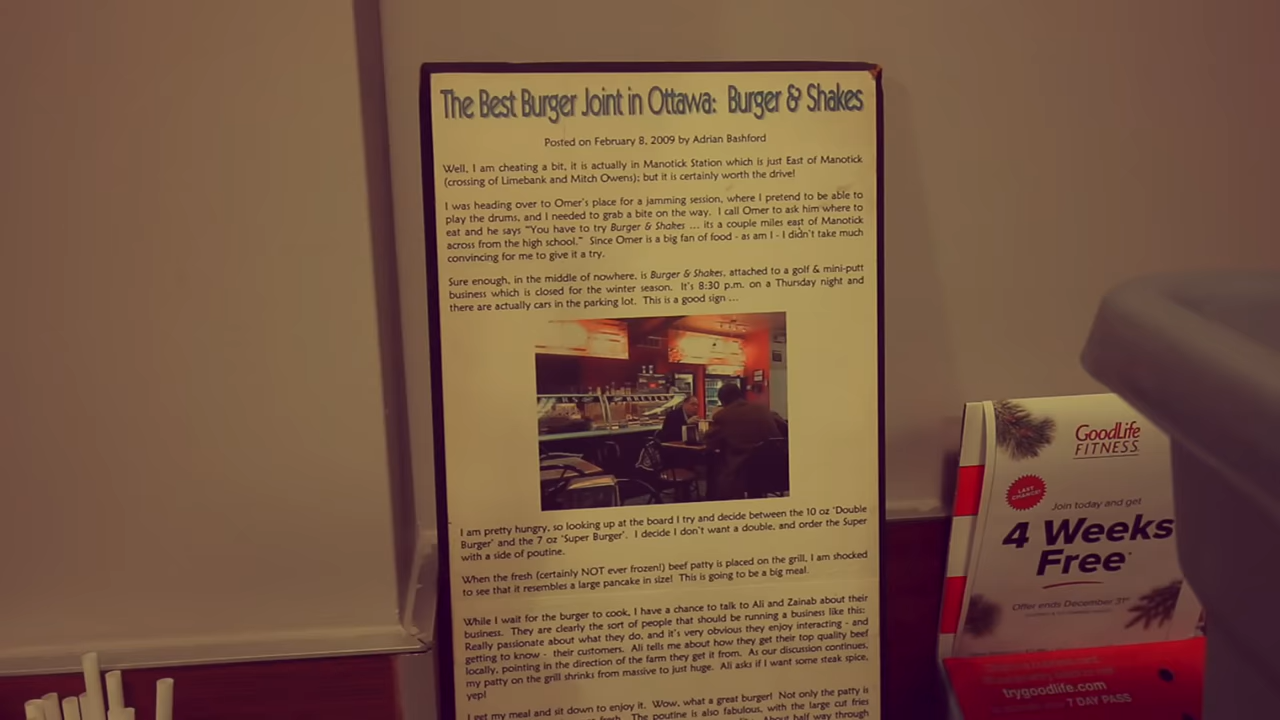 The Best Burger Joint in Ottawa: Burger & Shakes
Posted on February 8, 2009 by Adrian Bashford
Well, I am cheating a bit, it is actually in Manotick Station which is just East of Manotick
(crossing of Limebank and Mitch Owens); but it is certainly worth the drive!
I was heading over to Omer's place for a jamming session, where I pretend to be able to
play the drums, and I needed to grab a bite on the way. I call Omer to ask him where to
eat and he says "You have to try Burger & Shakes ... its a couple miles east of Manotick
across from the high school." Since Omer is a big fan of food - as am I - I didn't take much
convincing for me to give it a try.
Sure enough, in the middle of nowhere, is Burger & Shakes, attached to a golf & mini-putt
business which is closed for the winter season. It's 8:30 p.m. on a Thursday night and
there are actually cars in the parking lot. This is a good sign ...
I am pretty hungry, so looking up at the board I try and decide between the 10 oz 'Double
Burger' and the 7 oz 'Super Burger'. I decide I don't want a double, and order the Super
with a side of poutine.
When the fresh (certainly NOT ever frozen!) beef patty is placed on the grill, I am shocked
to see that it resembles a large pancake in size! This is going to be a big meal.
While I wait for the burger to cook, I have a chance to talk to Ali and Zainab about their
business. They are clearly the sort of people that should be running a business like this:
Really passionate about what they do, and it's very obvious they enjoy interacting - and
getting to know - their customers. Ali tells me about how they get their top quality beef
locally, pointing in the direction of the farm they get it from. As our discussion continues,
my patty on the grill shrinks from massive to just huge. Ali asks if I want some steak spice,
yep!
I get my meal and sit down to enjoy it. Wow, what a great burger! Not only the patty is
fresh. The poutine is also fabulous, with the large cut fries
About half way through
GoodLife
FITNESS
LAST
CHANCE!
Join today and get
4 Weeks
Free*
Offer ends December 31st
trygoodlife.com
7 DAY PASS